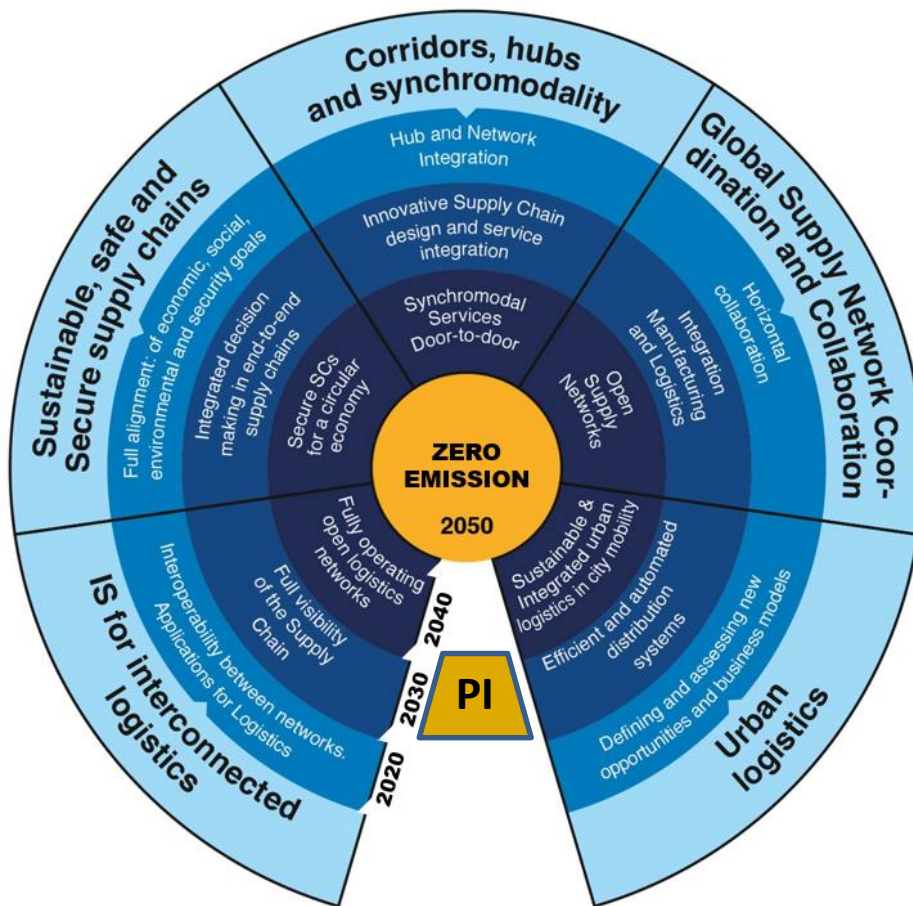 Corridors, hubs
and synchromodality
Hub and Network
Integration
Innovative Supply Chain
design and service
integration
Synchromodal
Services
Door-to-door
Global Supply Network Coor-
dination and Collaboration
Horizontal
collaboration
Integration
Manufacturing
and Logistics
Open
Supply
Networks
Urban
logistics
Defining and assessing new
opportunities and business models
Efficient and automated
distribution
systems
Sustainable &
Integrated urban
logistics in city mobility
Sustainable, safe and
Secure supply chains
Full alignment: of economic, social,
environmental and security goals
Integrated decision
making in end-to-end
supply chains
Secure SCs
for a circular
economy
IS for interconnected
logistics
Interoperability between networks.
Applications for Logistics
Full visibility
of the Supply
Chain
Fully operating
open logistics
networks
ZERO
EMISSION
2050
2040
2030
2020
PI